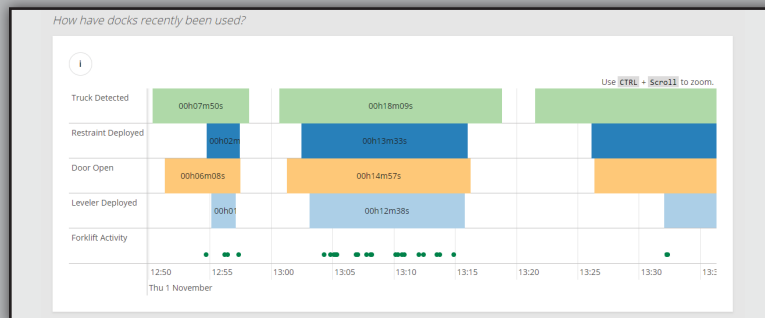 How have docks recently been used?
i
Use CTRL + Scroll to zoom.
Truck Detected 00h07m50s 00h18m09s
Restraint Deployed 00h02m 00h13m33s
Door Open 00h06m08s 00h14m57s
Leveler Deployed 00h01 00h12m38s
Forklift Activity
12:50 12:55 13:00 13:05 13:10 13:15 13:20 13:25 13:30
Thu 1 November